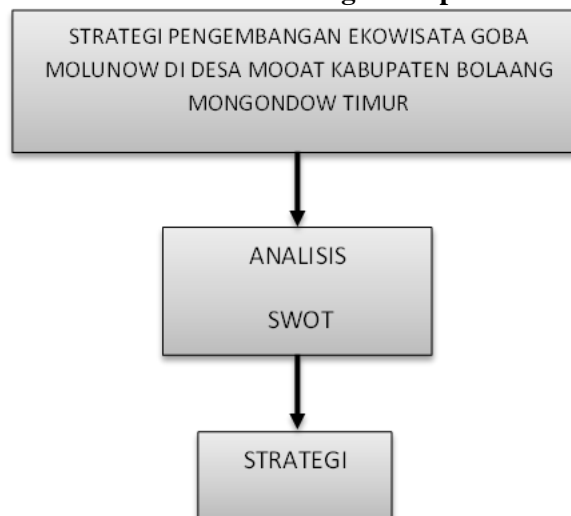 STRATEGI PENGEMBANGAN EKOWISATA GOBA
MOLUNOW DI DESA MOOAT KABUPATEN BOLAANG
MONGONDOW TIMUR
ANALISIS
SWOT
STRATEGI